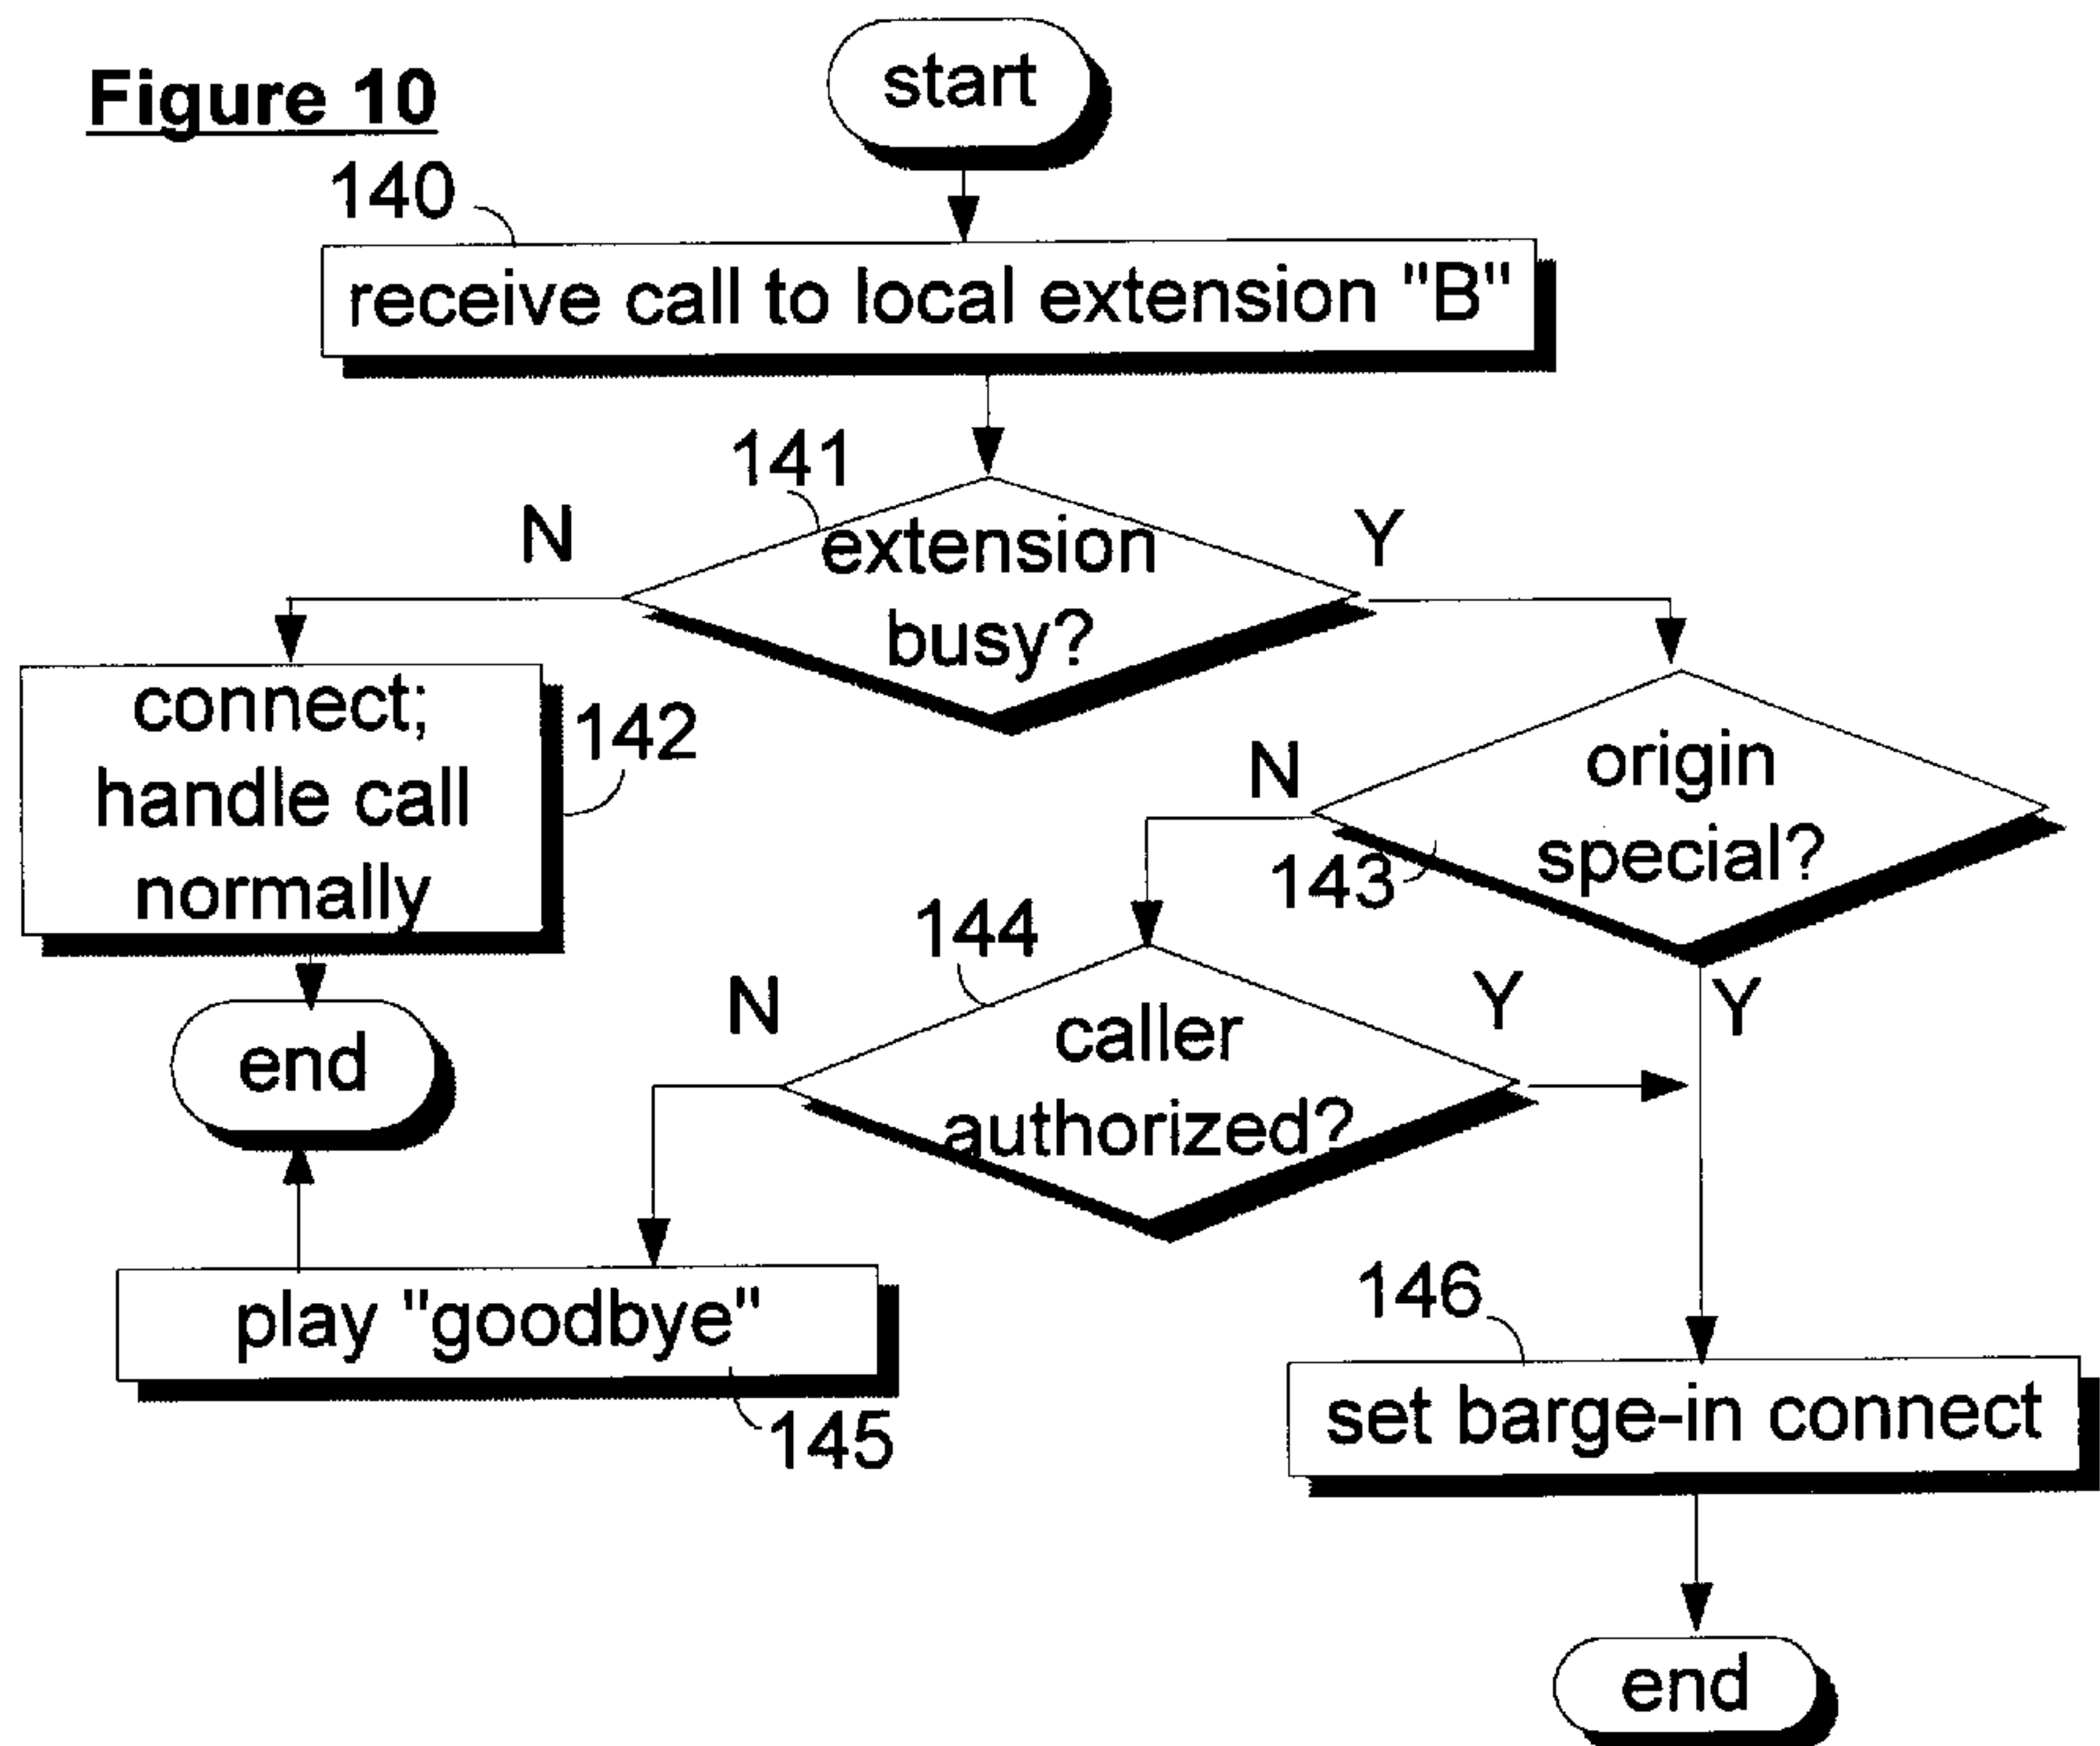 Figure 10
start
140
receive call to local extension "B"
141
N
extension
busy?
Y
connect;
handle call
normally
142
N
origin
special?
143
Y
144
N
caller
authorized?
Y
end
play "goodbye"
145
146
set barge-in connect
end